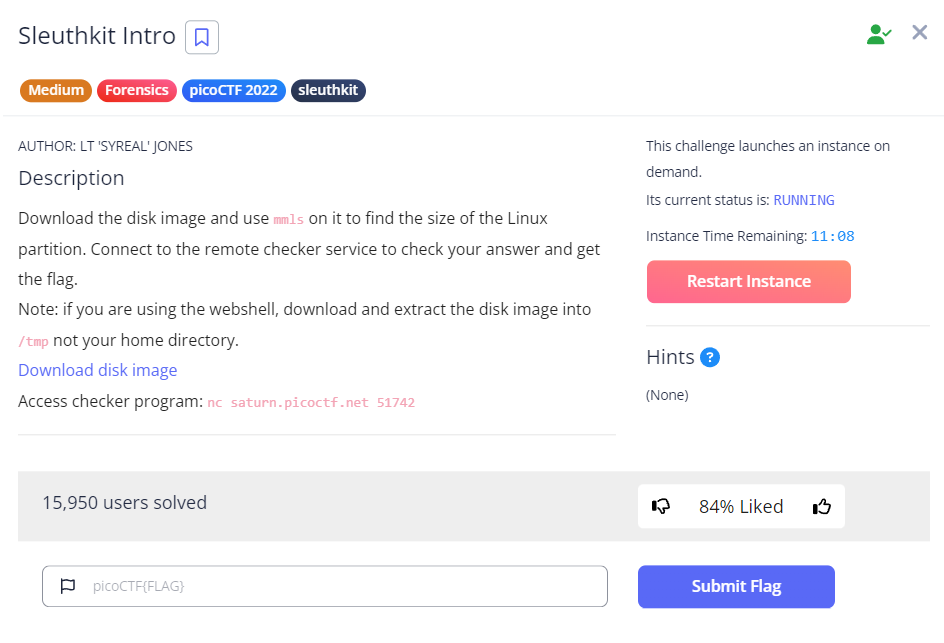 Sleuthkit Intro
Medium Forensics picoCTF 2022 sleuthkit
AUTHOR: LT 'SYREAL' JONES
Description
Download the disk image and use mmls on it to find the size of the Linux
partition. Connect to the remote checker service to check your answer and get
the flag.
Note: if you are using the webshell, download and extract the disk image into
/tmp not your home directory.
Download disk image
Access checker program: nc saturn.picoctf.net 51742
This challenge launches an instance on
demand.
Its current status is: RUNNING
Instance Time Remaining: 11:08
Restart Instance
Hints ?
(None)
15,950 users solved
84% Liked
picoCTF{FLAG}
Submit Flag